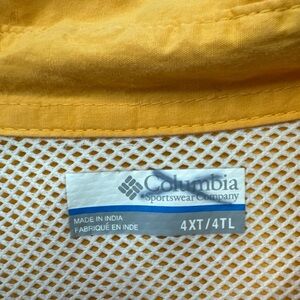 Columbia
Sportswear Company
MADE IN INDIA
FABRIQUÉ EN INDE
4XT/4TL